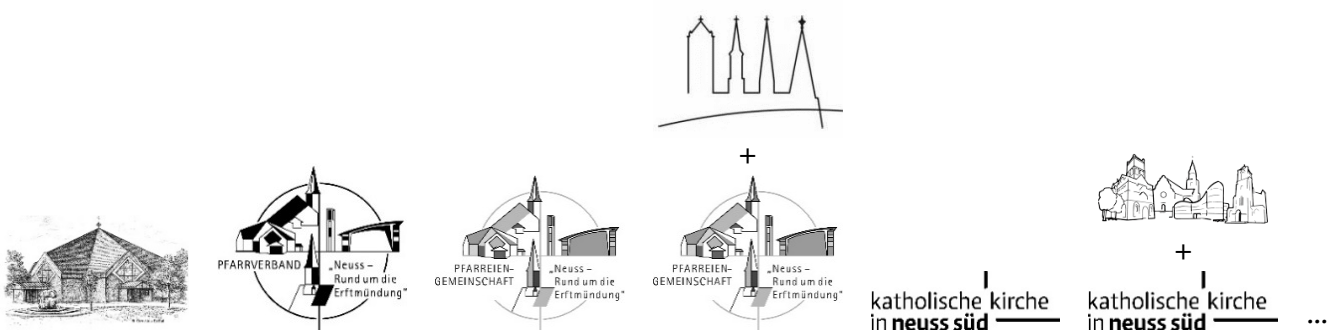 +
PFARRVERBAND
„Neuss –
Rund um die
Erftmündung"
PFARREIEN-
GEMEINSCHAFT
„Neuss –
Rund um die
Erftmündung"
PFARREIEN-
GEMEINSCHAFT
„Neuss –
Rund um die
Erftmündung"
katholische kirche
in neuss süd
+
katholische kirche
in neuss süd
...